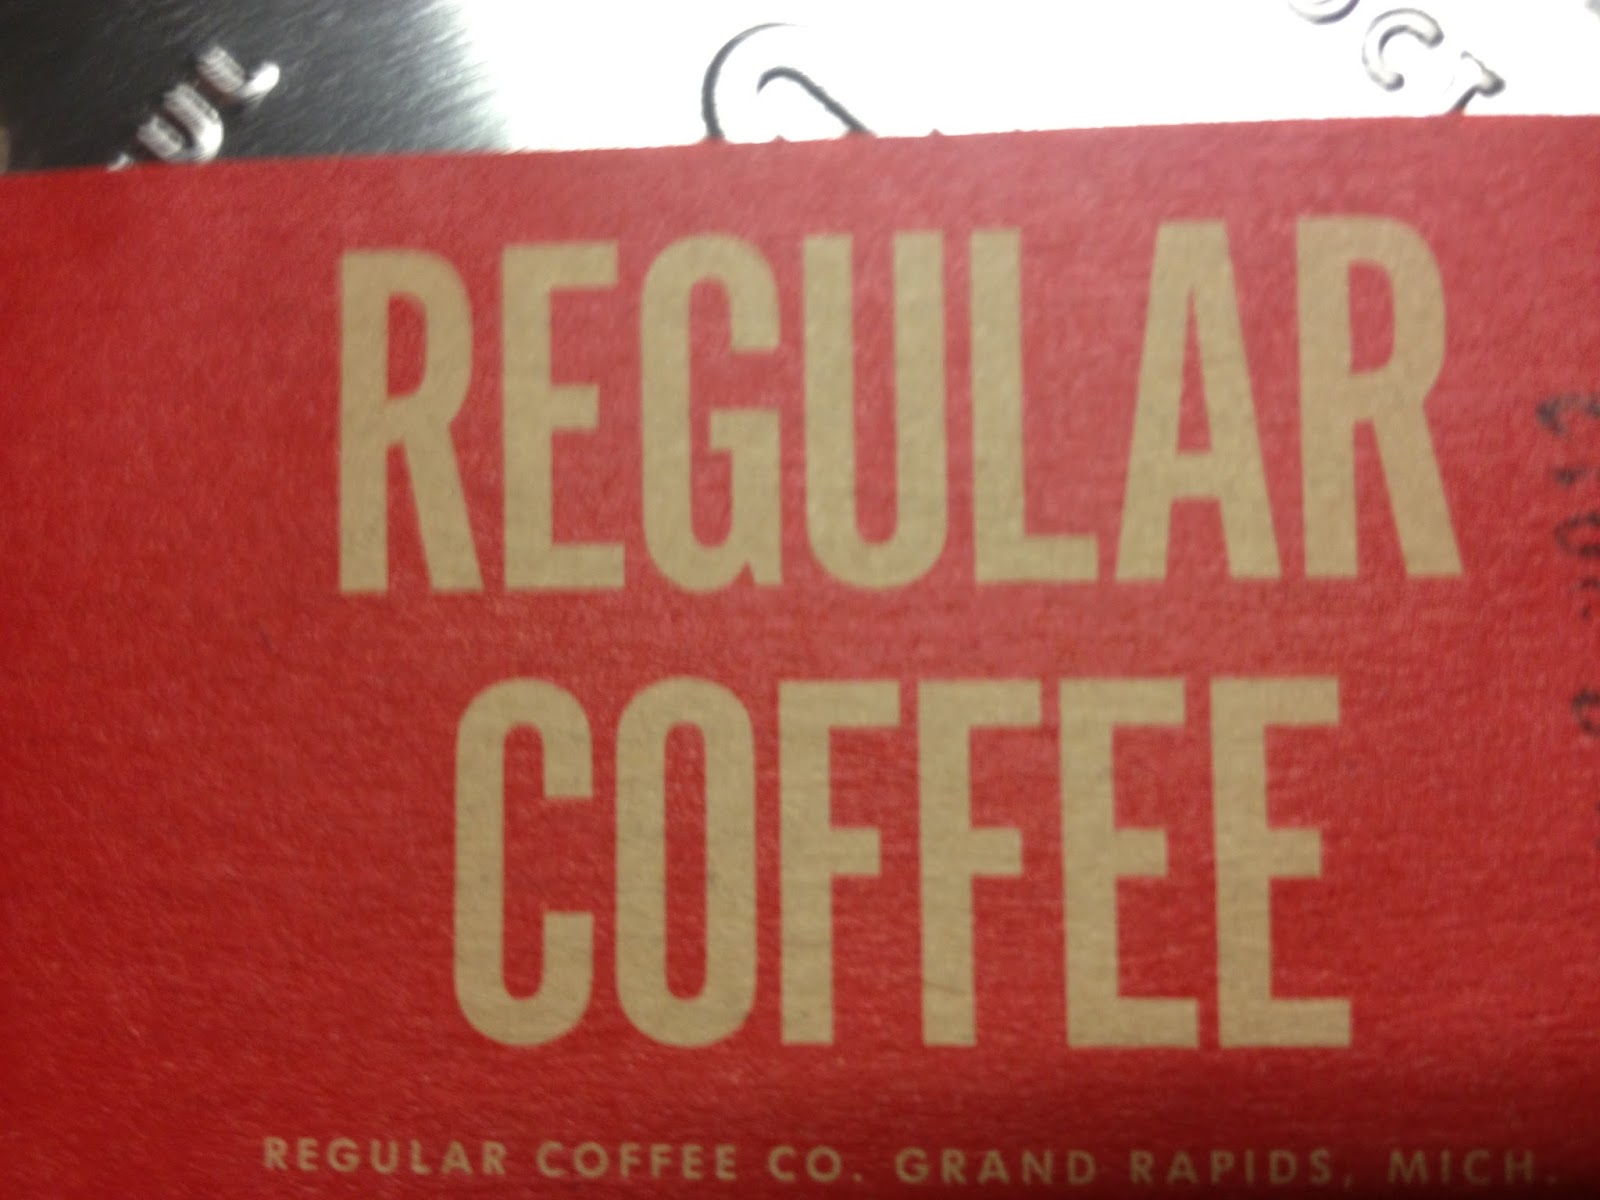 REGULAR
COFFEE
REGULAR COFFEE CO. GRAND RAPIDS, MICH.